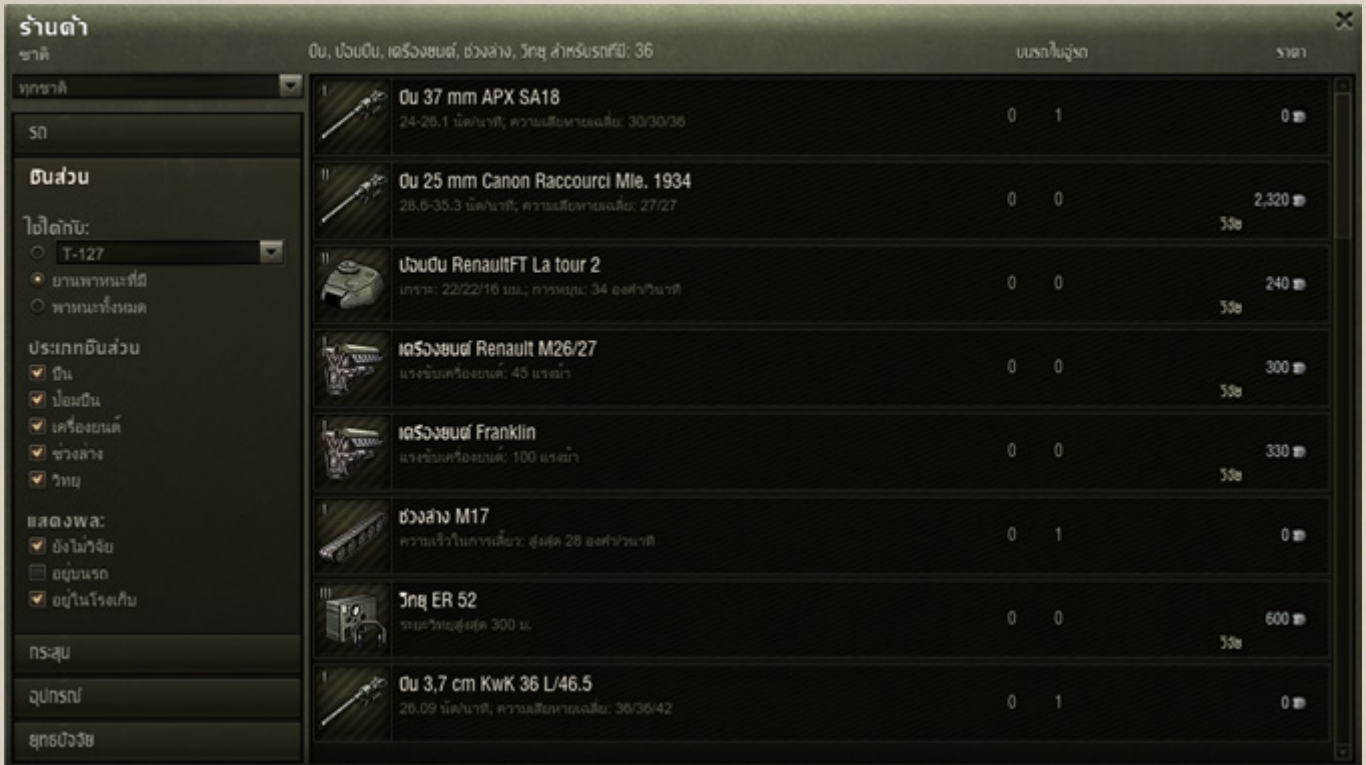 ร้านค้า
ชาติ
ปืน, ป้อมปืน, เครื่องยนต์, ช่วงล่าง, วิทยุ สำหรับรถที่มี: 36
บนรถ/ในอู่รถ
ราคา
ทุกชาติ
รถ
ชิ้นส่วน
ใช้ได้กับ:
T-127
ยานพาหนะที่มี
พาหนะทั้งหมด
ประเภทชิ้นส่วน
ปืน
ป้อมปืน
เครื่องยนต์
ช่วงล่าง
วิทยุ
แสดงผล:
ยังไม่วิจัย
อยู่บนรถ
อยู่ในโรงเก็บ
กระสุน
อุปกรณ์
ยุทธปัจจัย
I
ปืน 37 mm APX SA18
24-26.1 นัด/นาที; ความเสียหายเฉลี่ย: 30/30/36
0 1
0
II
ปืน 25 mm Canon Raccourci Mle. 1934
28.6-35.3 นัด/นาที; ความเสียหายเฉลี่ย: 27/27
0 0
2,320
วิจัย
II
ป้อมปืน RenaultFT La tour 2
เกราะ: 22/22/16 มม.; การหมุน: 34 องศา/วินาที
0 0
240
วิจัย
เครื่องยนต์ Renault M26/27
แรงขับเครื่องยนต์: 45 แรงม้า
0 0
300
วิจัย
เครื่องยนต์ Franklin
แรงขับเครื่องยนต์: 100 แรงม้า
0 0
330
วิจัย
I
ช่วงล่าง M17
ความเร็วในการเลี้ยว: สูงสุด 28 องศา/วินาที
0 1
0
III
วิทยุ ER 52
ระยะวิทยุสูงสุด 300 ม.
0 0
600
วิจัย
I
ปืน 3,7 cm KwK 36 L/46.5
26.09 นัด/นาที; ความเสียหายเฉลี่ย: 36/36/42
0 1
0